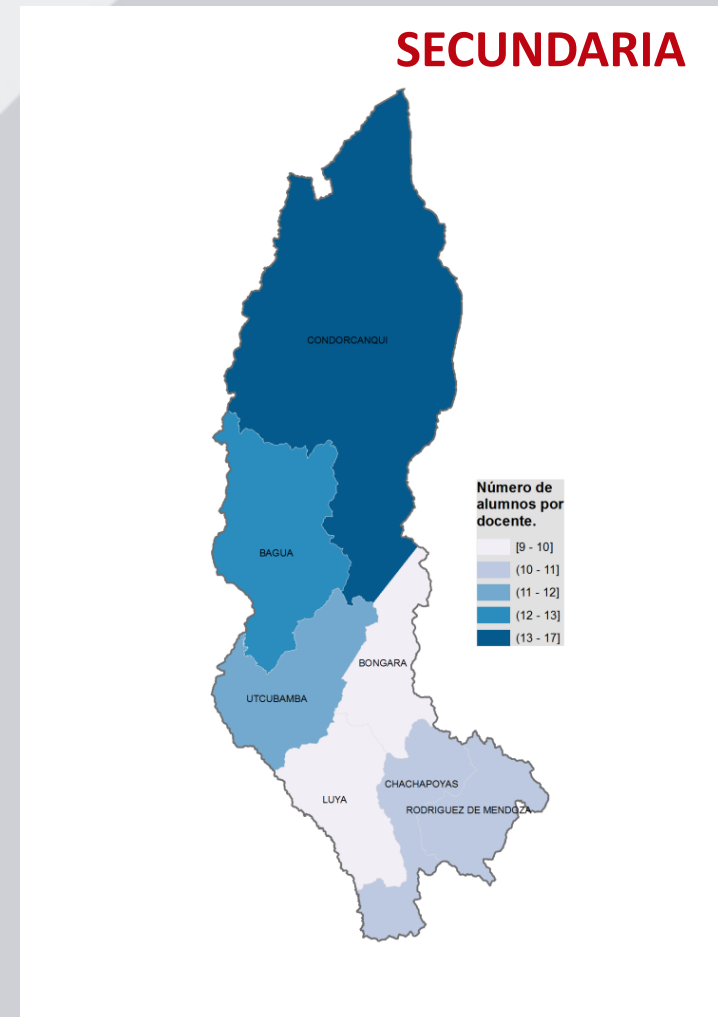 SECUNDARIA
CONDORCANQUI
Número de
alumnos por
docente.
[9 - 10]
(10 - 11]
(11 - 12]
(12 - 13]
(13 - 17]
BAGUA
BONGARA
UTCUBAMBA
CHACHAPOYAS
LUYA
RODRIGUEZ DE MENDOZA